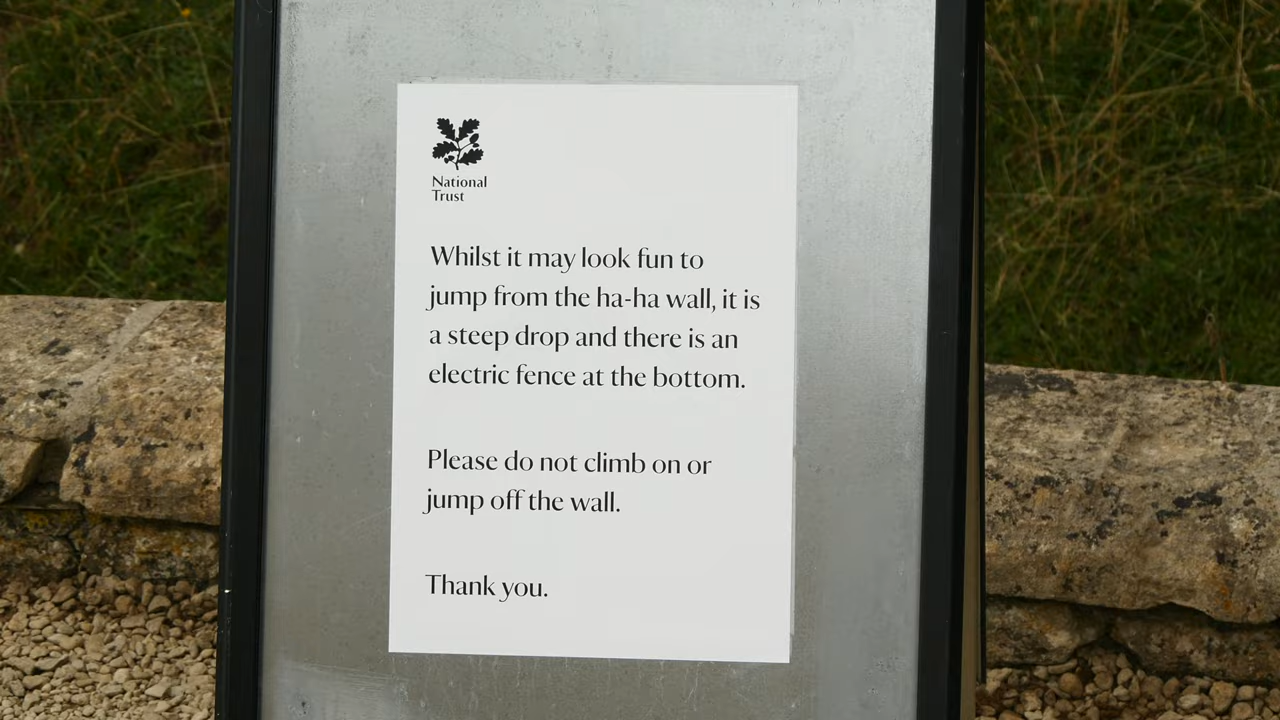 National
Trust
Whilst it may look fun to
jump from the ha-ha wall, it is
a steep drop and there is an
electric fence at the bottom.
Please do not climb on or
jump off the wall.
Thank you.